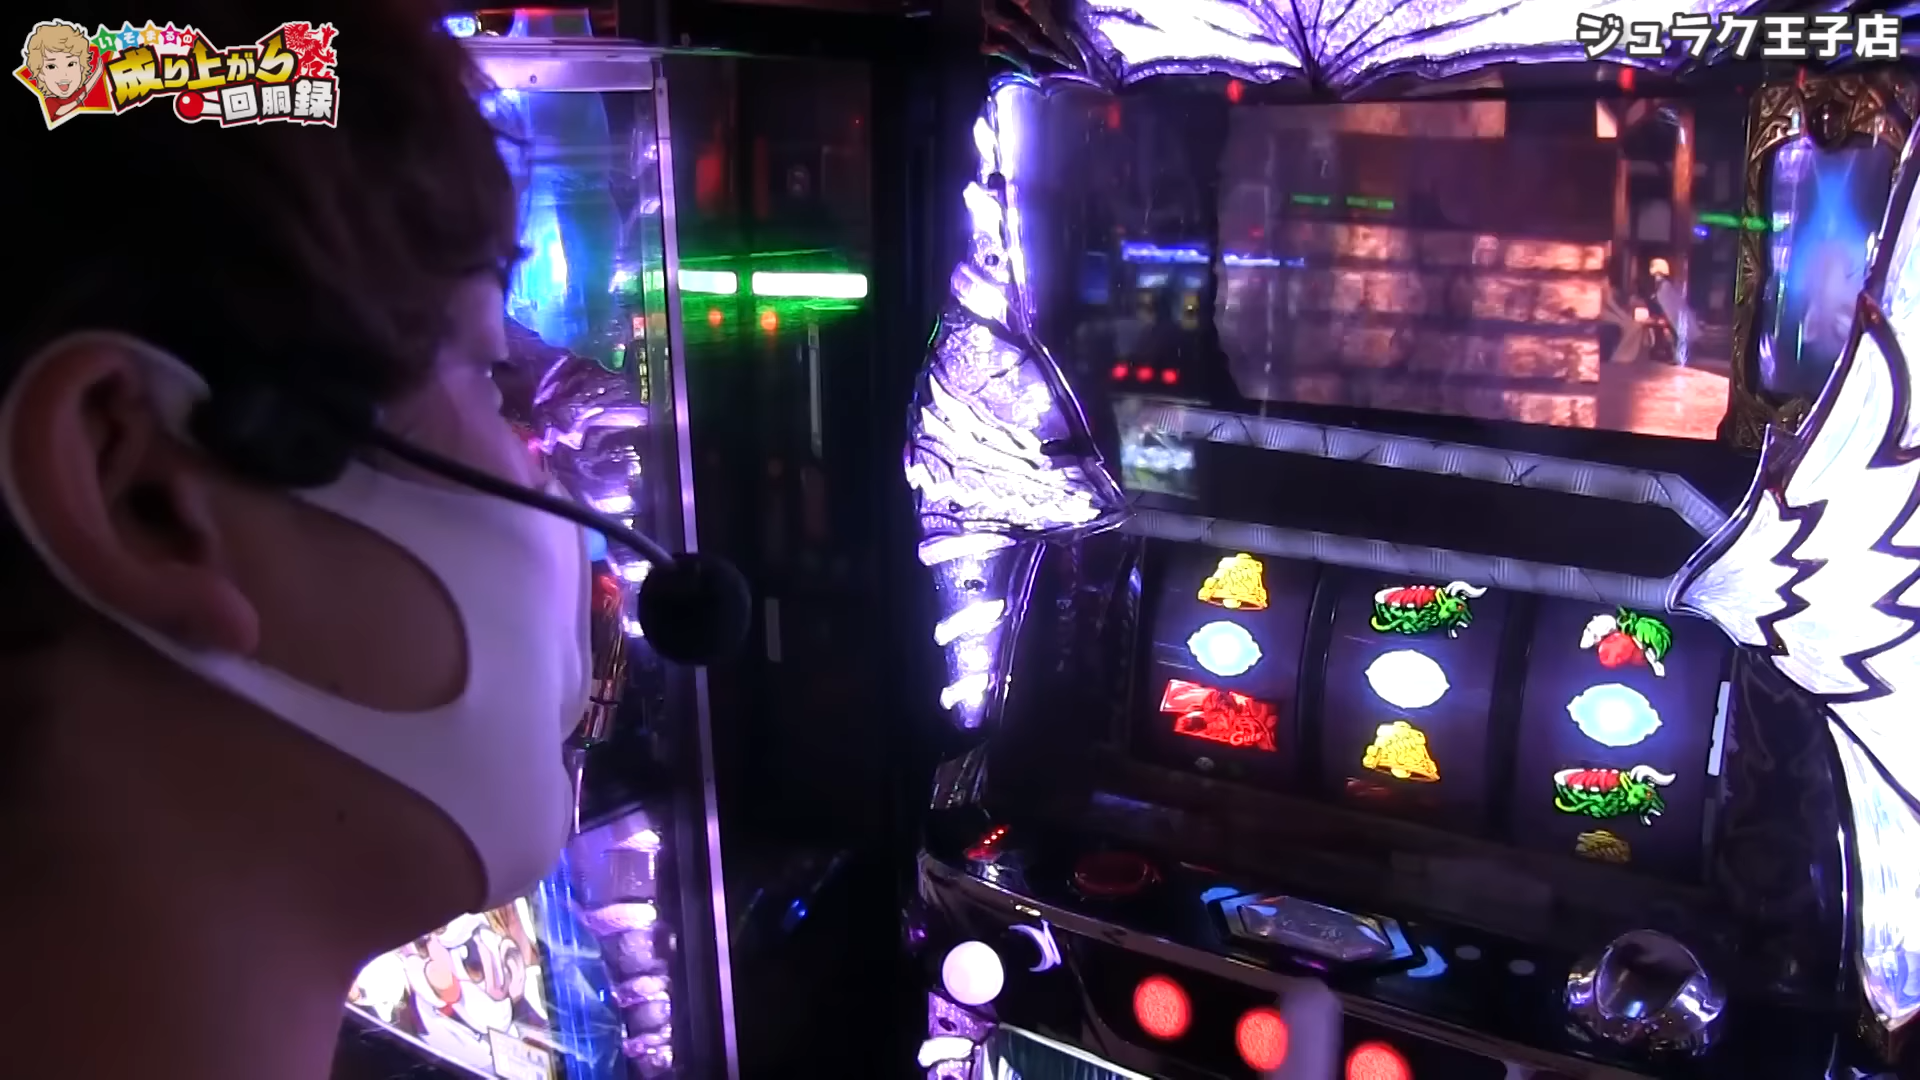 いそまるの
成り上がり
回胴録
ジュラク王子店